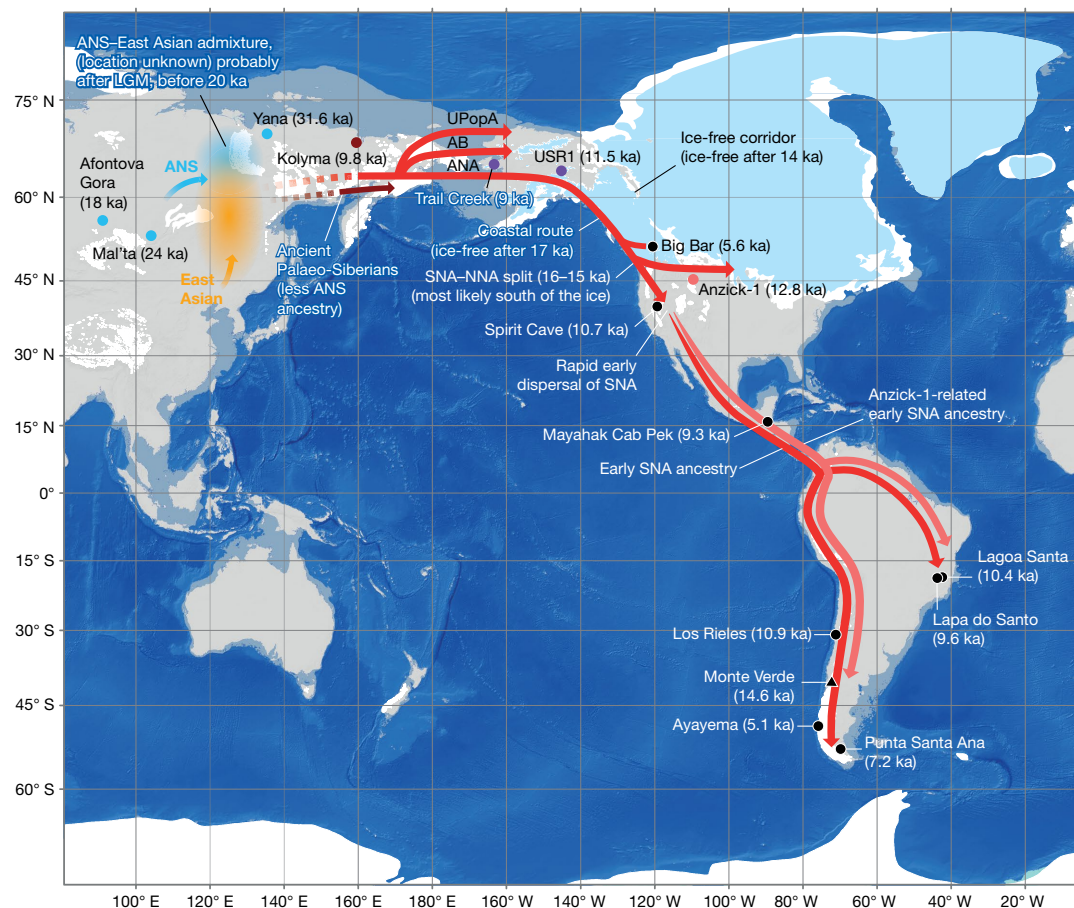 ANS–East Asian admixture,
(location unknown) probably
after LGM, before 20 ka
75° N
60° N
45° N
30° N
15° N
0°
15° S
30° S
45° S
60° S
Yana (31.6 ka)
Kolyma (9.8 ka)
Afontova
Gora
(18 ka)
ANS
Mal'ta (24 ka)
East
Asian
Ancient
Palaeo-Siberians
(less ANS
ancestry)
UPopA
AB
ANA
Trail Creek (9 ka)
USR1 (11.5 ka)
Ice-free corridor
(ice-free after 14 ka)
Coastal route
(ice-free after 17 ka)
Big Bar (5.6 ka)
SNA–NNA split (16–15 ka)
(most likely south of the ice)
Anzick-1 (12.8 ka)
Spirit Cave (10.7 ka)
Rapid early
dispersal of SNA
Anzick-1-related
early SNA ancestry
Mayahak Cab Pek (9.3 ka)
Early SNA ancestry
Lagoa Santa
(10.4 ka)
Lapa do Santo
(9.6 ka)
Los Rieles (10.9 ka)
Monte Verde
(14.6 ka)
Ayayema (5.1 ka)
Punta Santa Ana
(7.2 ka)
100° E
120° E
140° E
160° E
180° E
160° W
140° W
120° W
100° W
80° W
60° W
40° W
20° W